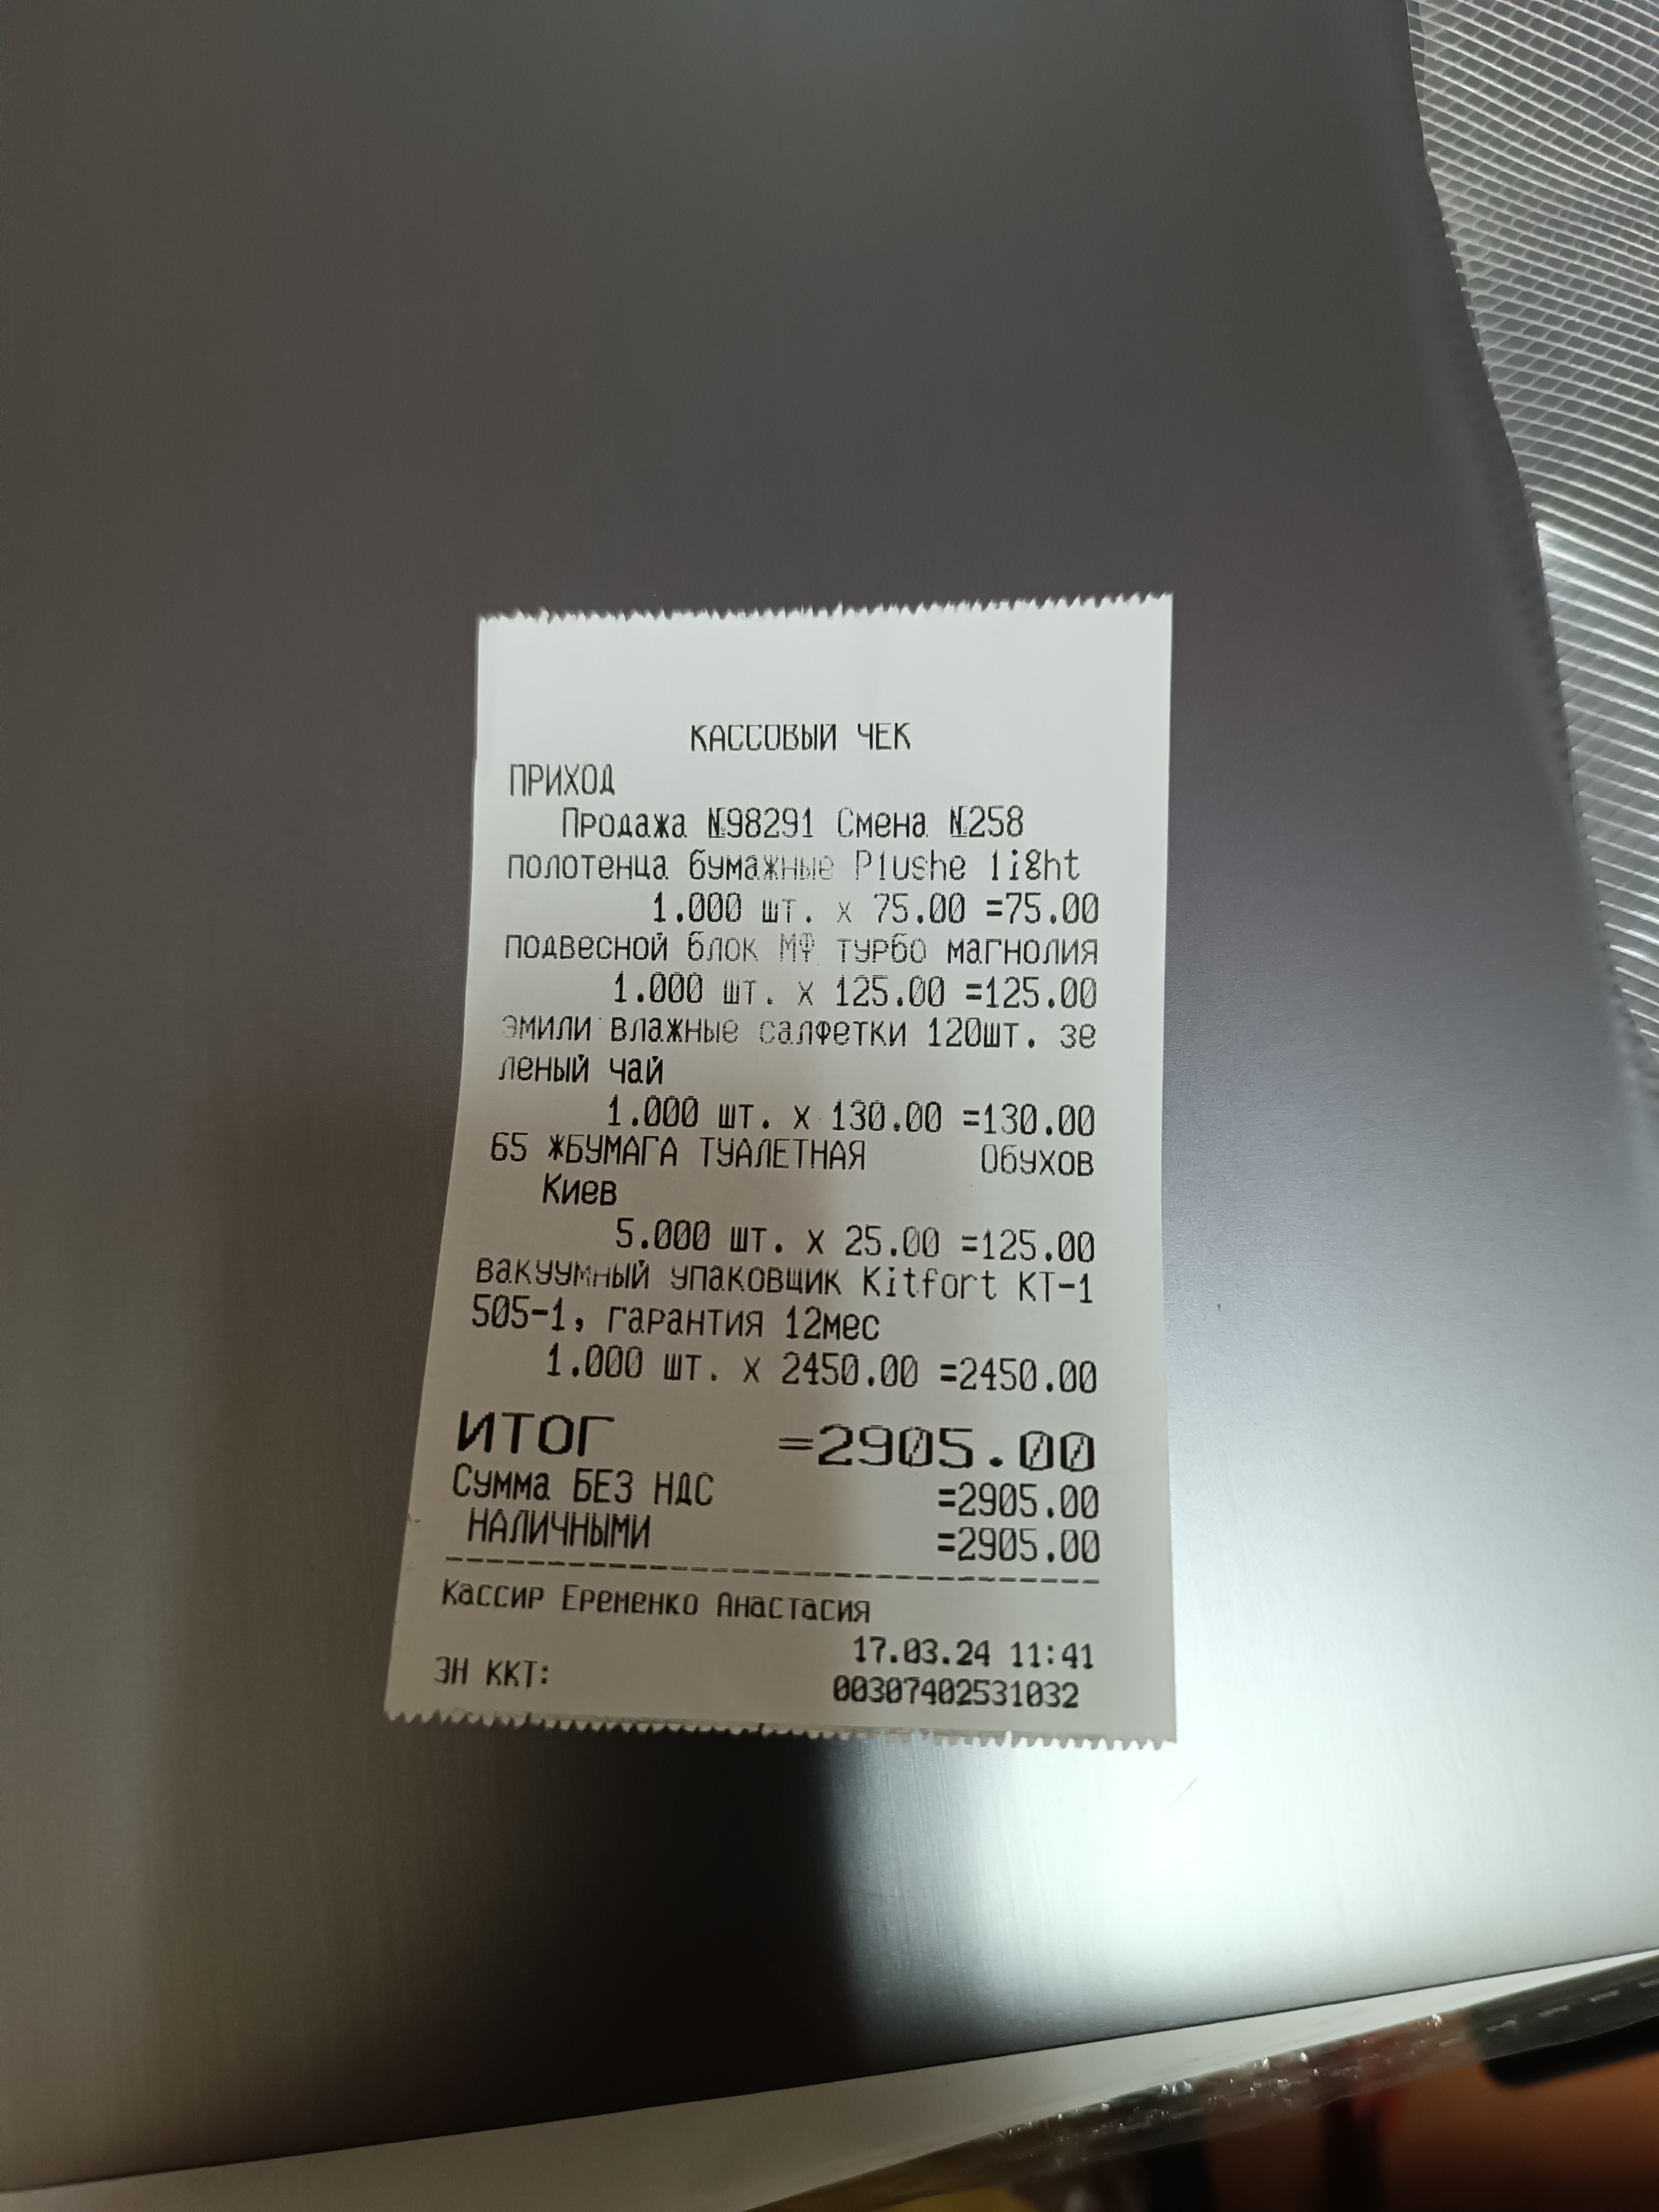 КАССОВЫЙ ЧЕК
ПРИХОД
Продажа №98291 Смена №258
полотенца бумажные Plushe light
1.000 шт. х 75.00 =75.00
подвесной блок МФ турбо магнолия
1.000 шт. х 125.00 =125.00
эмили влажные салфетки 120шт. зе
леный чай
1.000 шт. х 130.00 =130.00
65 ЖБУМАГА ТУАЛЕТНАЯ Обухов
Киев
5.000 шт. х 25.00 =125.00
вакуумный упаковщик Kitfort КТ-1
505-1, гарантия 12мес
1.000 шт. х 2450.00 =2450.00
ИТОГ =2905.00
Сумма БЕЗ НДС =2905.00
НАЛИЧНЫМИ =2905.00
Кассир Еременко Анастасия
17.03.24 11:41
ЗН ККТ: 00307402531032